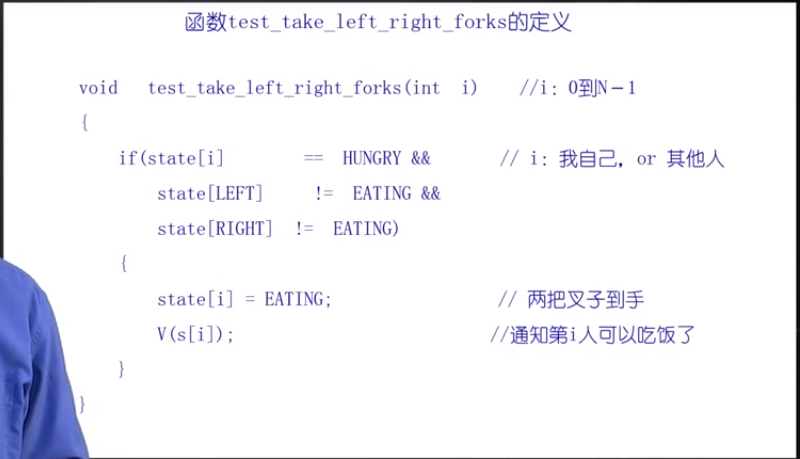 函数test_take_left_right_forks的定义
void test_take_left_right_forks(int i) //i: 0到N-1
{
if(state[i] == HUNGRY && // i: 我自己, or 其他人
state[LEFT] != EATING &&
state[RIGHT] != EATING)
{
state[i] = EATING; // 两把叉子到手
V(s[i]); //通知第i人可以吃饭了
}
}